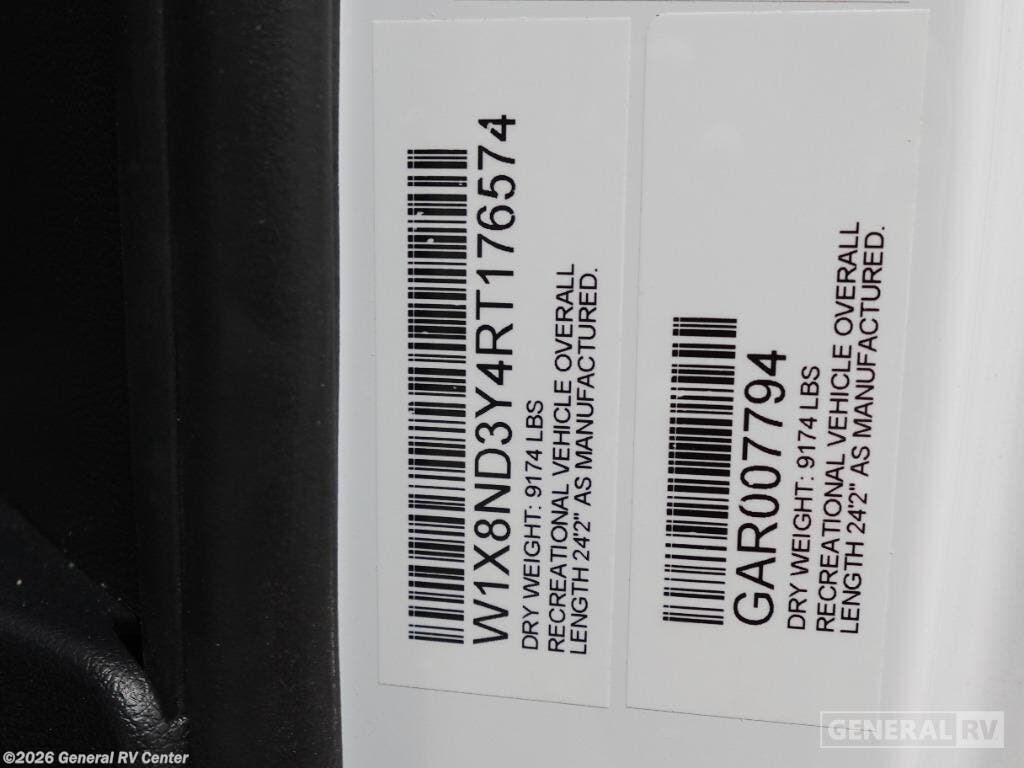 W1X8ND3Y4RT176574
DRY WEIGHT: 9174 LBS
RECREATIONAL VEHICLE OVERALL
LENGTH 24'2" AS MANUFACTURED.
GAR007794
DRY WEIGHT: 9174 LBS
RECREATIONAL VEHICLE OVERALL
LENGTH 24'2" AS MANUFACTURED.
GENERAL RV
©2026 General RV Center